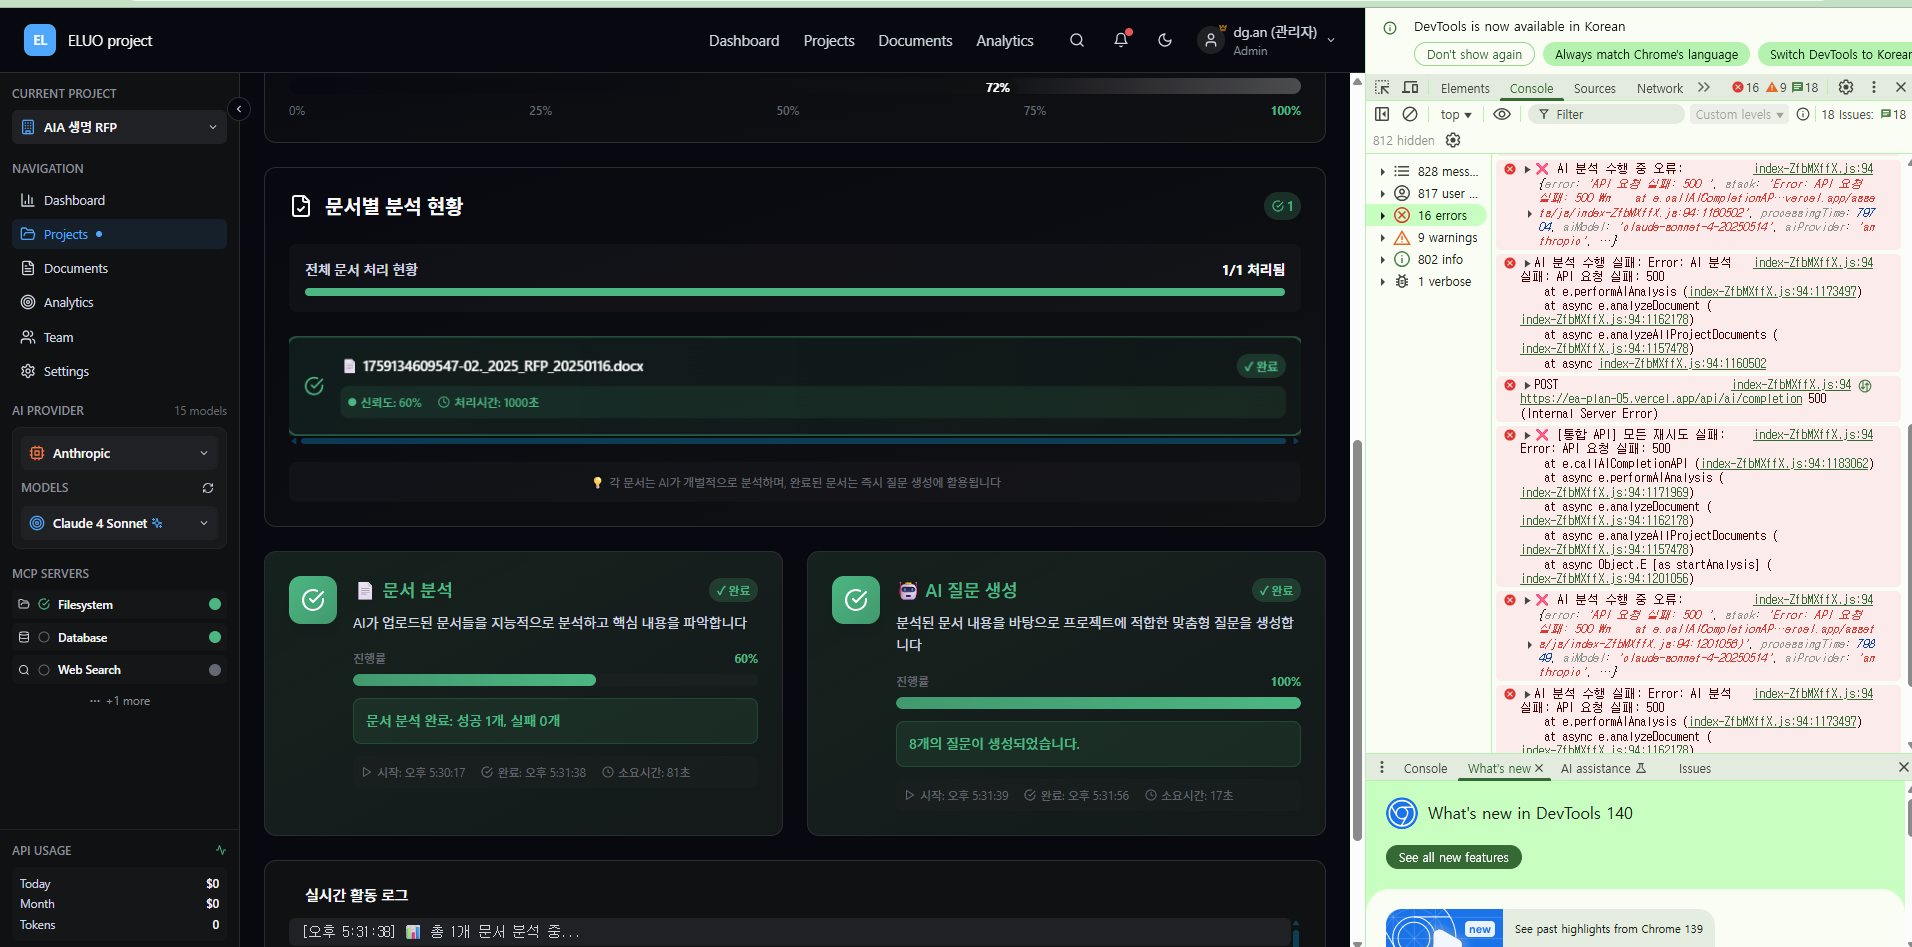 EL
ELUO project
Dashboard
Projects
Documents
Analytics
dg.an (관리자)
Admin
CURRENT PROJECT
AIA 생명 RFP
NAVIGATION
Dashboard
Projects
Documents
Analytics
Team
Settings
AI PROVIDER
15 models
Anthropic
MODELS
Claude 4 Sonnet
MCP SERVERS
Filesystem
Database
Web Search
··· +1 more
API USAGE
Today $0
Month $0
Tokens 0
72%
0% 25% 50% 75% 100%
문서별 분석 현황
1
전체 문서 처리 현황
1/1 처리됨
1759134609547-02._2025_RFP_20250116.docx
✓ 완료
신뢰도: 60%
처리시간: 1000초
각 문서는 AI가 개별적으로 분석하며, 완료된 문서는 즉시 질문 생성에 활용됩니다
문서 분석
✓ 완료
AI가 업로드된 문서들을 지능적으로 분석하고 핵심 내용을 파악합니다
진행률 60%
문서 분석 완료: 성공 1개, 실패 0개
시작: 오후 5:30:17
완료: 오후 5:31:38
소요시간: 81초
AI 질문 생성
✓ 완료
분석된 문서 내용을 바탕으로 프로젝트에 적합한 맞춤형 질문을 생성합
니다
진행률 100%
8개의 질문이 생성되었습니다.
시작: 오후 5:31:39
완료: 오후 5:31:56
소요시간: 17초
실시간 활동 로그
[오후 5:31:38] 📊 총 1개 문서 분석 중...
DevTools is now available in Korean
Don't show again
Always match Chrome's language
Switch DevTools to Korean
Elements
Console
Sources
Network
16 9 18
top
Filter
Custom levels
18 Issues: 18
812 hidden
828 mess...
817 user ...
16 errors
9 warnings
802 info
1 verbose
❌ AI 분석 수행 중 오류: index-ZfbMXffX.js:94
{error: 'API 요청 실패: 500 ', stack: 'Error: API 요청
실패: 500 ₩n    at e.callAICompletionAP…vercel.app/asse
ts/js/index-ZfbMXffX.js:94:1160502', processingTime: 797
04, aiModel: 'claude-sonnet-4-20250514', aiProvider: 'an
thropic', …}
AI 분석 수행 실패: Error: AI 분석 index-ZfbMXffX.js:94
실패: API 요청 실패: 500
at e.performAIAnalysis (index-ZfbMXffX.js:94:1173497)
at async e.analyzeDocument (
index-ZfbMXffX.js:94:1162178)
at async e.analyzeAllProjectDocuments (
index-ZfbMXffX.js:94:1157478)
at async index-ZfbMXffX.js:94:1160502
POST index-ZfbMXffX.js:94
https://ea-plan-05.vercel.app/api/ai/completion 500
(Internal Server Error)
❌ [통합 API] 모든 재시도 실패: index-ZfbMXffX.js:94
Error: API 요청 실패: 500
at e.callAICompletionAPI (index-ZfbMXffX.js:94:1183062)
at async e.performAIAnalysis (
index-ZfbMXffX.js:94:1171969)
at async e.analyzeDocument (
index-ZfbMXffX.js:94:1162178)
at async e.analyzeAllProjectDocuments (
index-ZfbMXffX.js:94:1157478)
at async Object.E [as startAnalysis] (
index-ZfbMXffX.js:94:1201056)
❌ AI 분석 수행 중 오류: index-ZfbMXffX.js:94
{error: 'API 요청 실패: 500 ', stack: 'Error: API 요청
실패: 500 ₩n    at e.callAICompletionAP…ercel.app/asset
s/js/index-ZfbMXffX.js:94:1201056)', processingTime: 798
49, aiModel: 'claude-sonnet-4-20250514', aiProvider: 'an
thropic', …}
AI 분석 수행 실패: Error: AI 분석 index-ZfbMXffX.js:94
실패: API 요청 실패: 500
at e.performAIAnalysis (index-ZfbMXffX.js:94:1173497)
at async e.analyzeDocument (
index-ZfbMXffX.js:94:1162178)
Console
What's new
AI assistance
Issues
What's new in DevTools 140
See all new features
new
See past highlights from Chrome 139